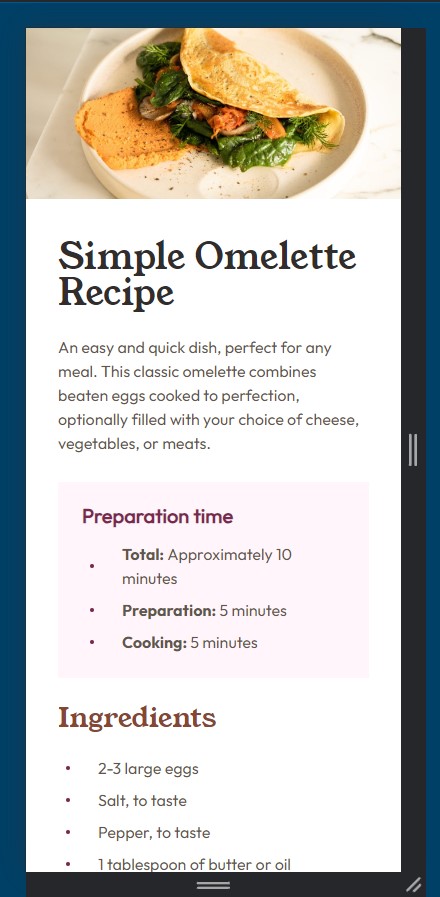 Simple Omelette
Recipe
An easy and quick dish, perfect for any
meal. This classic omelette combines
beaten eggs cooked to perfection,
optionally filled with your choice of cheese,
vegetables, or meats.
Preparation time
• Total: Approximately 10
minutes
• Preparation: 5 minutes
• Cooking: 5 minutes
Ingredients
• 2-3 large eggs
• Salt, to taste
• Pepper, to taste
• 1 tablespoon of butter or oil